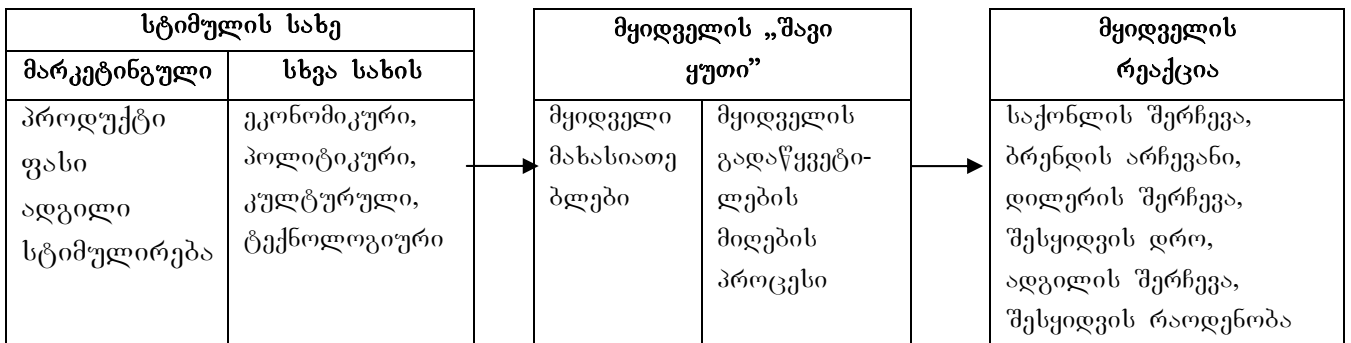 სტიმულის სახე
მარკეტინგული
სხვა სახის
პროდუქტი
ფასი
ადგილი
სტიმულირება
ეკონომიკური,
პოლიტიკური,
კულტურული,
ტექნოლოგიური
მყიდველის „შავი
ყუთი”
მყიდველი
მახასიათე
ბლები
მყიდველის
გადაწყვეტი-
ლების
მიღების
პროცესი
მყიდველის
რეაქცია
საქონლის შერჩევა,
ბრენდის არჩევანი,
დილერის შერჩევა,
შესყიდვის დრო,
ადგილის შერჩევა,
შესყიდვის რაოდენობა